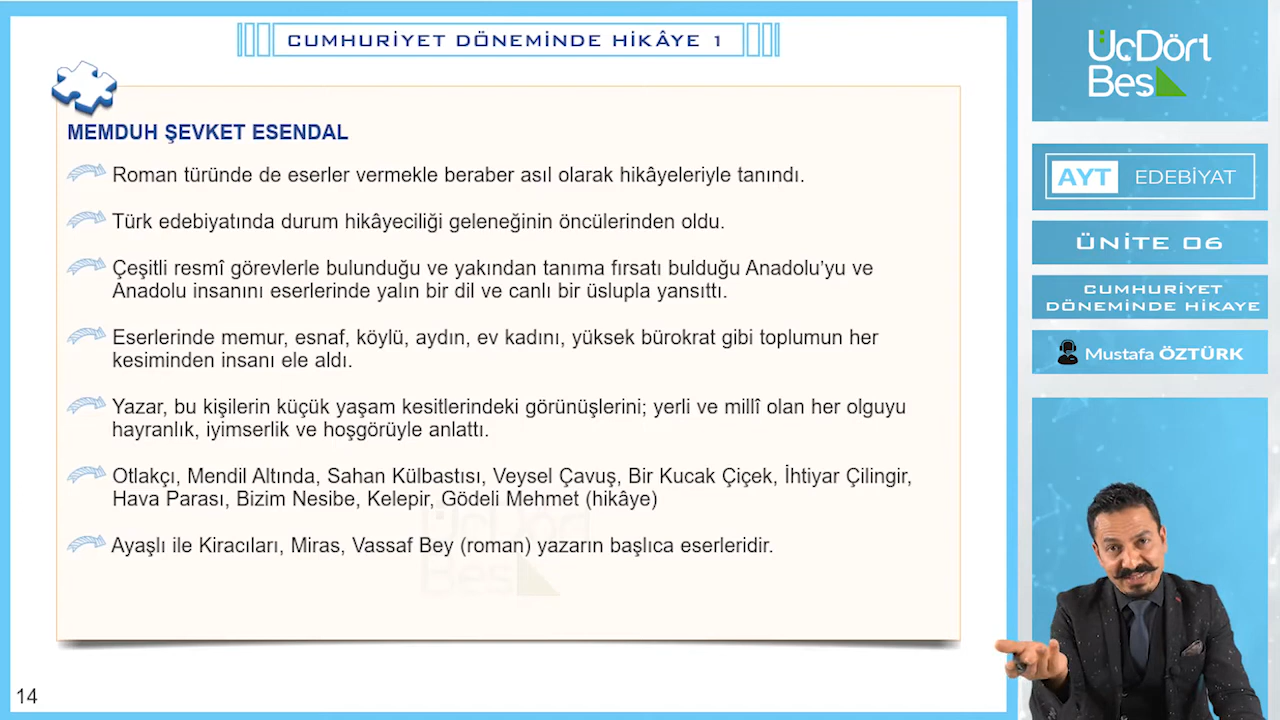 CUMHURİYET DÖNEMİNDE HİKÂYE 1
MEMDUH ŞEVKET ESENDAL
Roman türünde de eserler vermekle beraber asıl olarak hikâyeleriyle tanındı.
Türk edebiyatında durum hikâyeciliği geleneğinin öncülerinden oldu.
Çeşitli resmî görevlerle bulunduğu ve yakından tanıma fırsatı bulduğu Anadolu’yu ve
Anadolu insanını eserlerinde yalın bir dil ve canlı bir üslupla yansıttı.
Eserlerinde memur, esnaf, köylü, aydın, ev kadını, yüksek bürokrat gibi toplumun her
kesiminden insanı ele aldı.
Yazar, bu kişilerin küçük yaşam kesitlerindeki görünüşlerini; yerli ve millî olan her olguyu
hayranlık, iyimserlik ve hoşgörüyle anlattı.
Otlakçı, Mendil Altında, Sahan Külbastısı, Veysel Çavuş, Bir Kucak Çiçek, İhtiyar Çilingir,
Hava Parası, Bizim Nesibe, Kelepir, Gödeli Mehmet (hikâye)
Ayaşlı ile Kiracıları, Miras, Vassaf Bey (roman) yazarın başlıca eserleridir.
ÜçDört
Beş
14
ÜçDört
Beş
AYT EDEBİYAT
ÜNİTE 06
CUMHURİYET
DÖNEMİNDE HİKAYE
Mustafa ÖZTÜRK